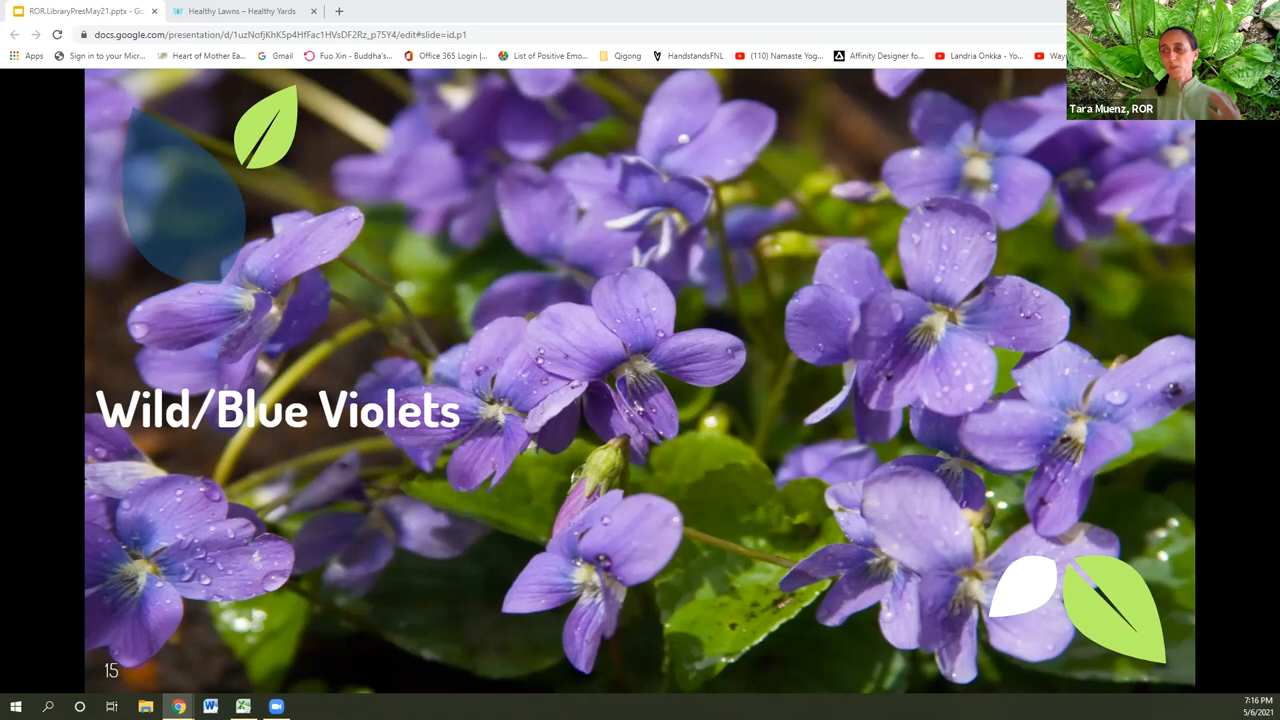 ROR.LibraryPresMay21.pptx - Go
Healthy Lawns – Healthy Yards
docs.google.com/presentation/d/1uzNofjKhK5p4HfFac1HVsDF2Rz_p75Y4/edit#slide=id.p1
Apps
Sign in to your Micr...
Heart of Mother Ea...
Gmail
Fuo Xin - Buddha's...
Office 365 Login |...
List of Positive Emo...
Qigong
HandstandsFNL
(110) Namaste Yog...
Affinity Designer fo...
Landria Onkka - Yo...
Way
Tara Muenz, ROR
Wild/Blue Violets
15
7:16 PM
5/6/2021